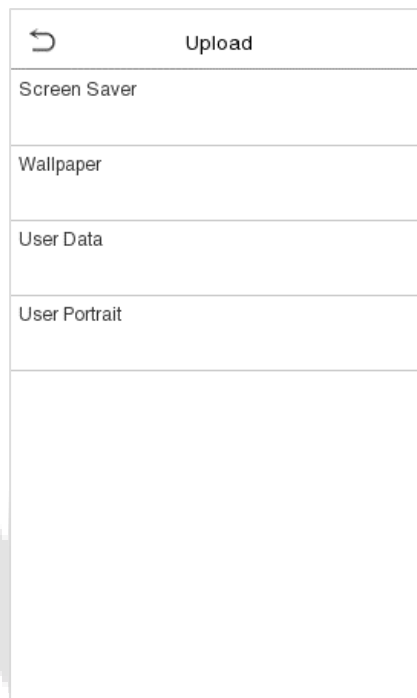 Upload
Screen Saver
Wallpaper
User Data
User Portrait